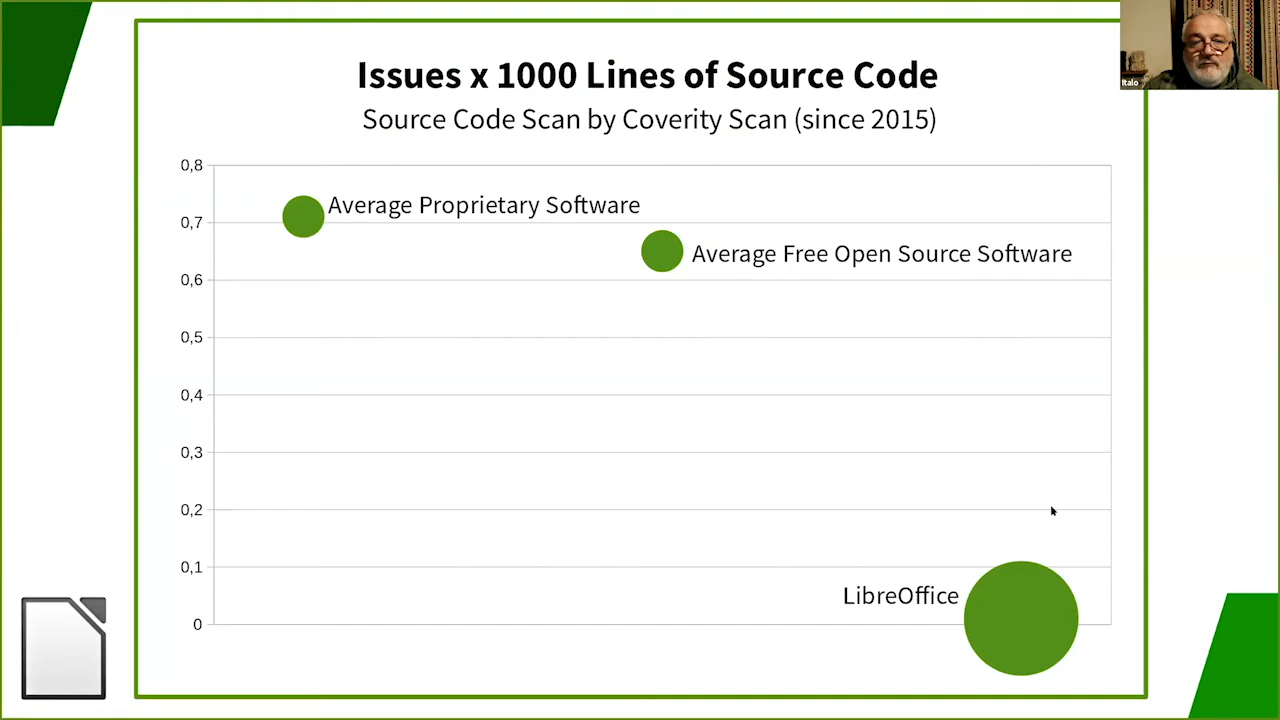 Issues x 1000 Lines of Source Code
Source Code Scan by Coverity Scan (since 2015)
Italo
0,8
Average Proprietary Software
0,7
Average Free Open Source Software
0,6
0,5
0,4
0,3
0,2
0,1
LibreOffice
0